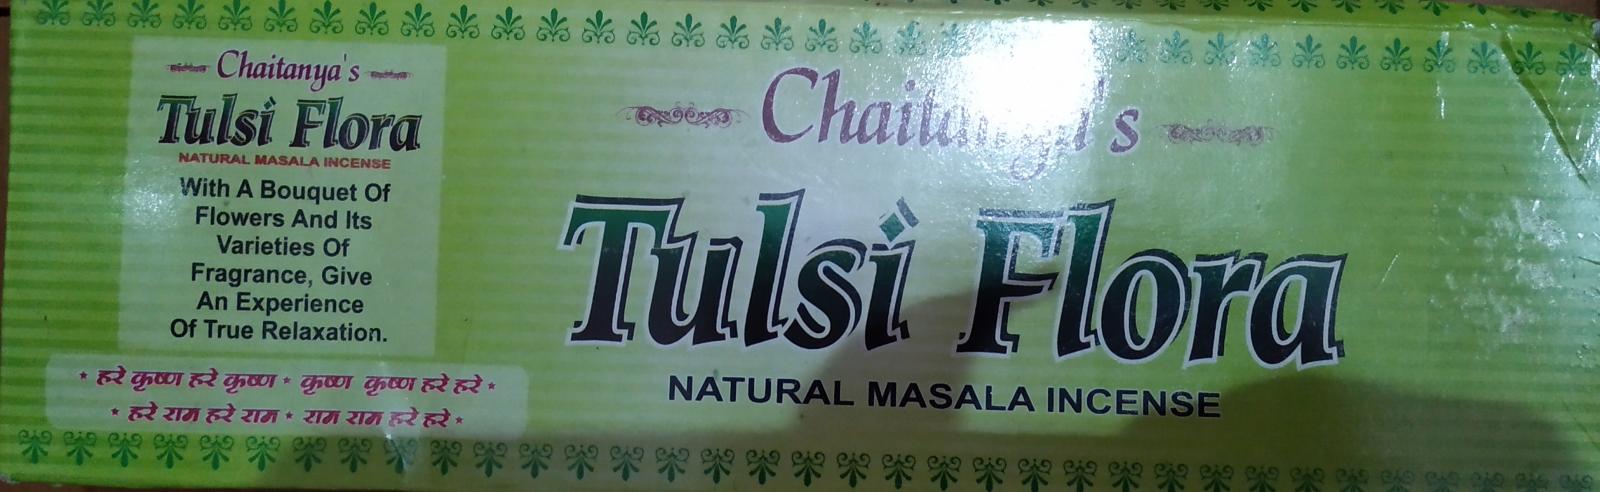 Chaitanya's
Tulsi Flora
NATURAL MASALA INCENSE
With A Bouquet Of
Flowers And Its
Varieties Of
Fragrance, Give
An Experience
Of True Relaxation.
* हरे कृष्ण हरे कृष्ण * कृष्ण कृष्ण हरे हरे *
* हरे राम हरे राम * राम राम हरे हरे *
Chaitanya's
Tulsi Flora
NATURAL MASALA INCENSE